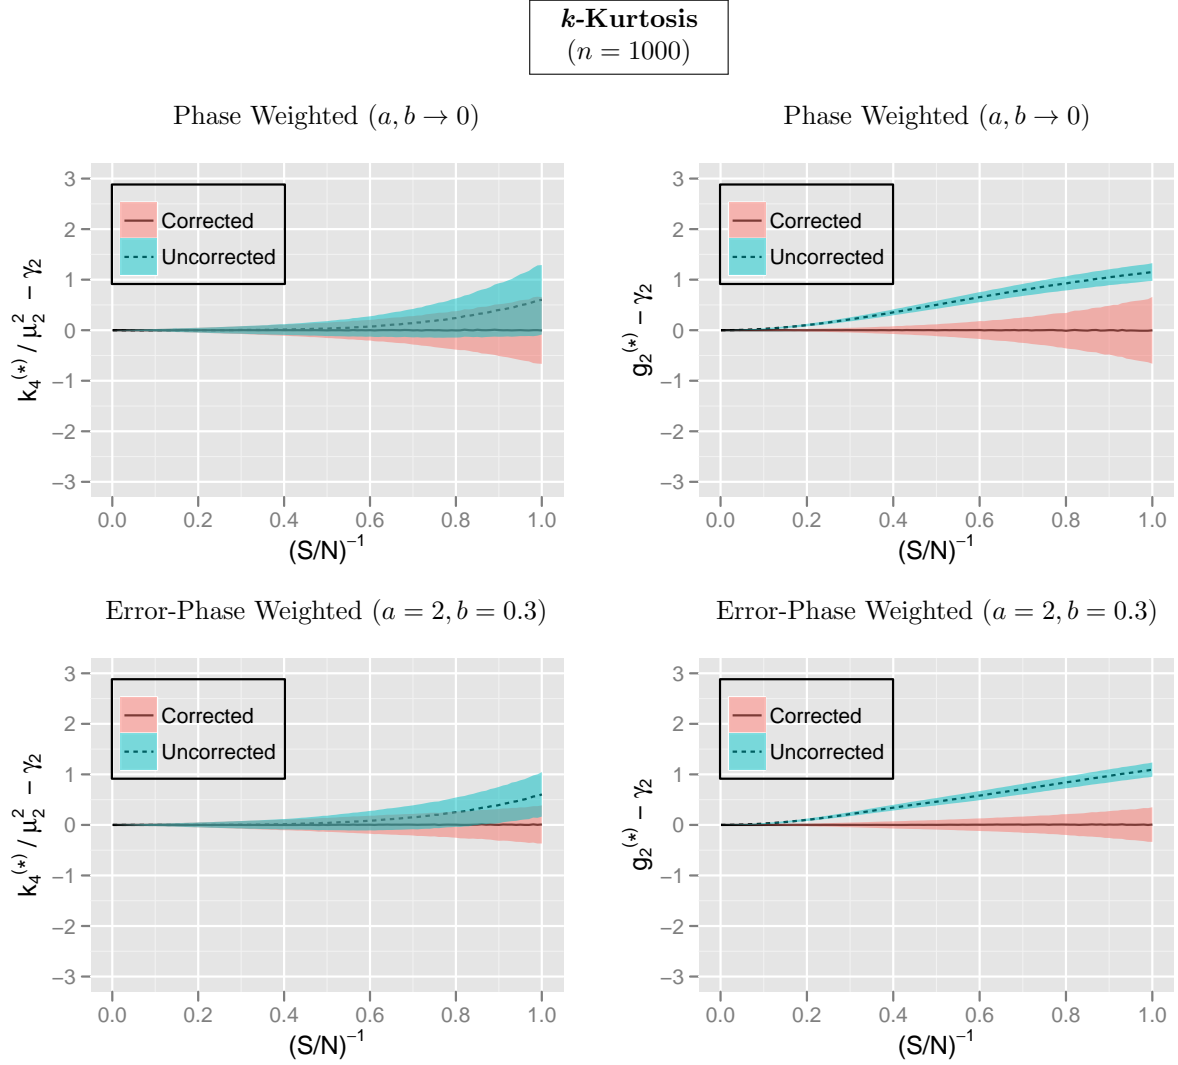 k-Kurtosis
(n = 1000)
Phase Weighted (a, b → 0)
Phase Weighted (a, b → 0)
3
2
1
0
−1
−2
−3
k₄⁽*⁾ / μ₂² − γ₂
Corrected
Uncorrected
0.0 0.2 0.4 0.6 0.8 1.0
(S/N)⁻¹
3
2
1
0
−1
−2
−3
g₂⁽*⁾ − γ₂
Corrected
Uncorrected
0.0 0.2 0.4 0.6 0.8 1.0
(S/N)⁻¹
Error-Phase Weighted (a = 2, b = 0.3)
Error-Phase Weighted (a = 2, b = 0.3)
3
2
1
0
−1
−2
−3
k₄⁽*⁾ / μ₂² − γ₂
Corrected
Uncorrected
0.0 0.2 0.4 0.6 0.8 1.0
(S/N)⁻¹
3
2
1
0
−1
−2
−3
g₂⁽*⁾ − γ₂
Corrected
Uncorrected
0.0 0.2 0.4 0.6 0.8 1.0
(S/N)⁻¹